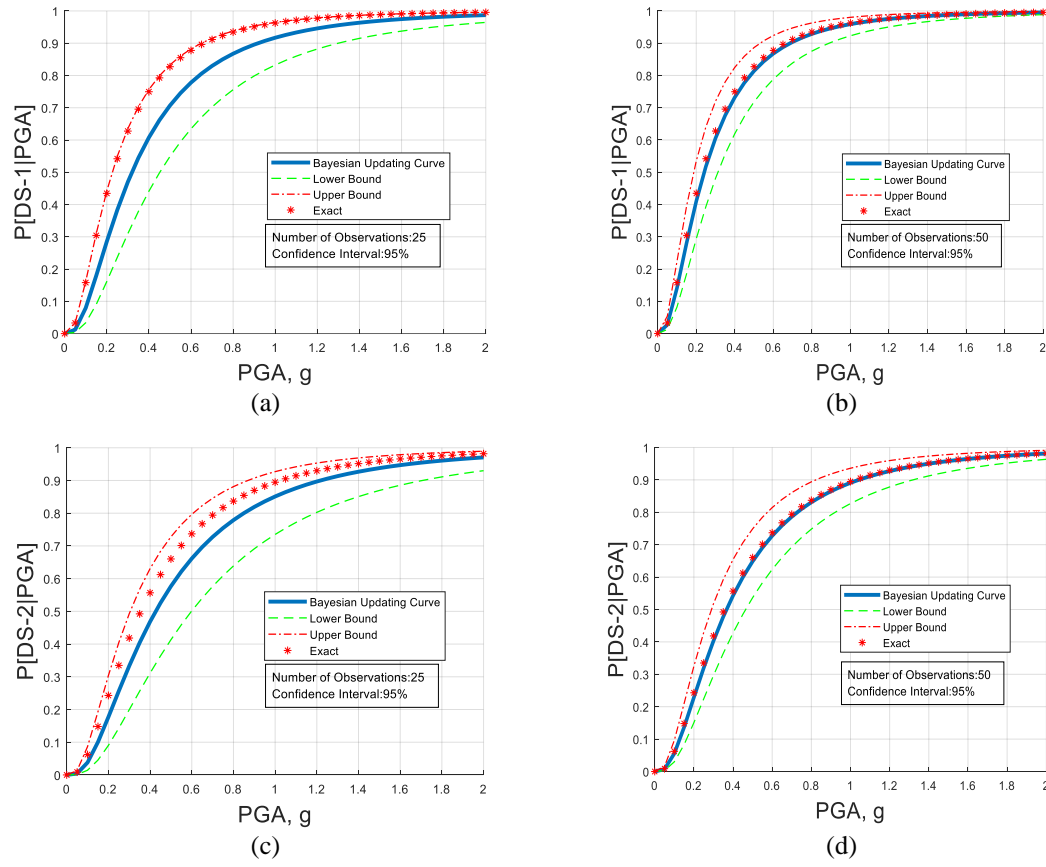 1
0.9
0.8
0.7
0.6
0.5
0.4
0.3
0.2
0.1
0
P[DS-1|PGA]
Bayesian Updating Curve
Lower Bound
Upper Bound
Exact
Number of Observations:25
Confidence Interval:95%
0 0.2 0.4 0.6 0.8 1 1.2 1.4 1.6 1.8 2
PGA, g
(a)
1
0.9
0.8
0.7
0.6
0.5
0.4
0.3
0.2
0.1
0
P[DS-1|PGA]
Bayesian Updating Curve
Lower Bound
Upper Bound
Exact
Number of Observations:50
Confidence Interval:95%
0 0.2 0.4 0.6 0.8 1 1.2 1.4 1.6 1.8 2
PGA, g
(b)
1
0.9
0.8
0.7
0.6
0.5
0.4
0.3
0.2
0.1
0
P[DS-2|PGA]
Bayesian Updating Curve
Lower Bound
Upper Bound
Exact
Number of Observations:25
Confidence Interval:95%
0 0.2 0.4 0.6 0.8 1 1.2 1.4 1.6 1.8 2
PGA, g
(c)
1
0.9
0.8
0.7
0.6
0.5
0.4
0.3
0.2
0.1
0
P[DS-2|PGA]
Bayesian Updating Curve
Lower Bound
Upper Bound
Exact
Number of Observations:50
Confidence Interval:95%
0 0.2 0.4 0.6 0.8 1 1.2 1.4 1.6 1.8 2
PGA, g
(d)